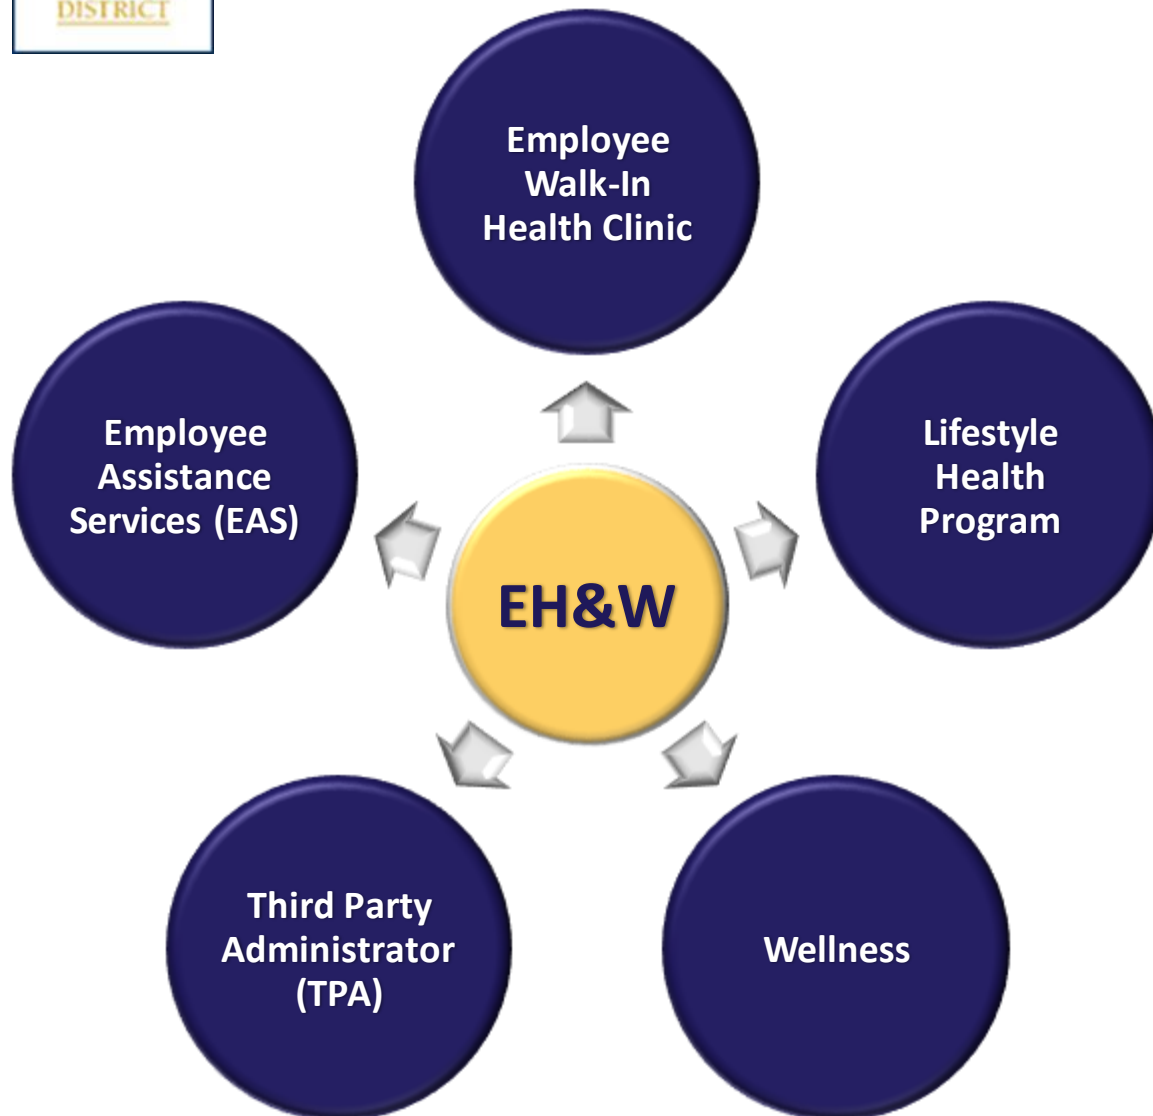 DISTRICT
Employee
Walk-In
Health Clinic
Employee
Assistance
Services (EAS)
Lifestyle
Health
Program
EH&W
Third Party
Administrator
(TPA)
Wellness